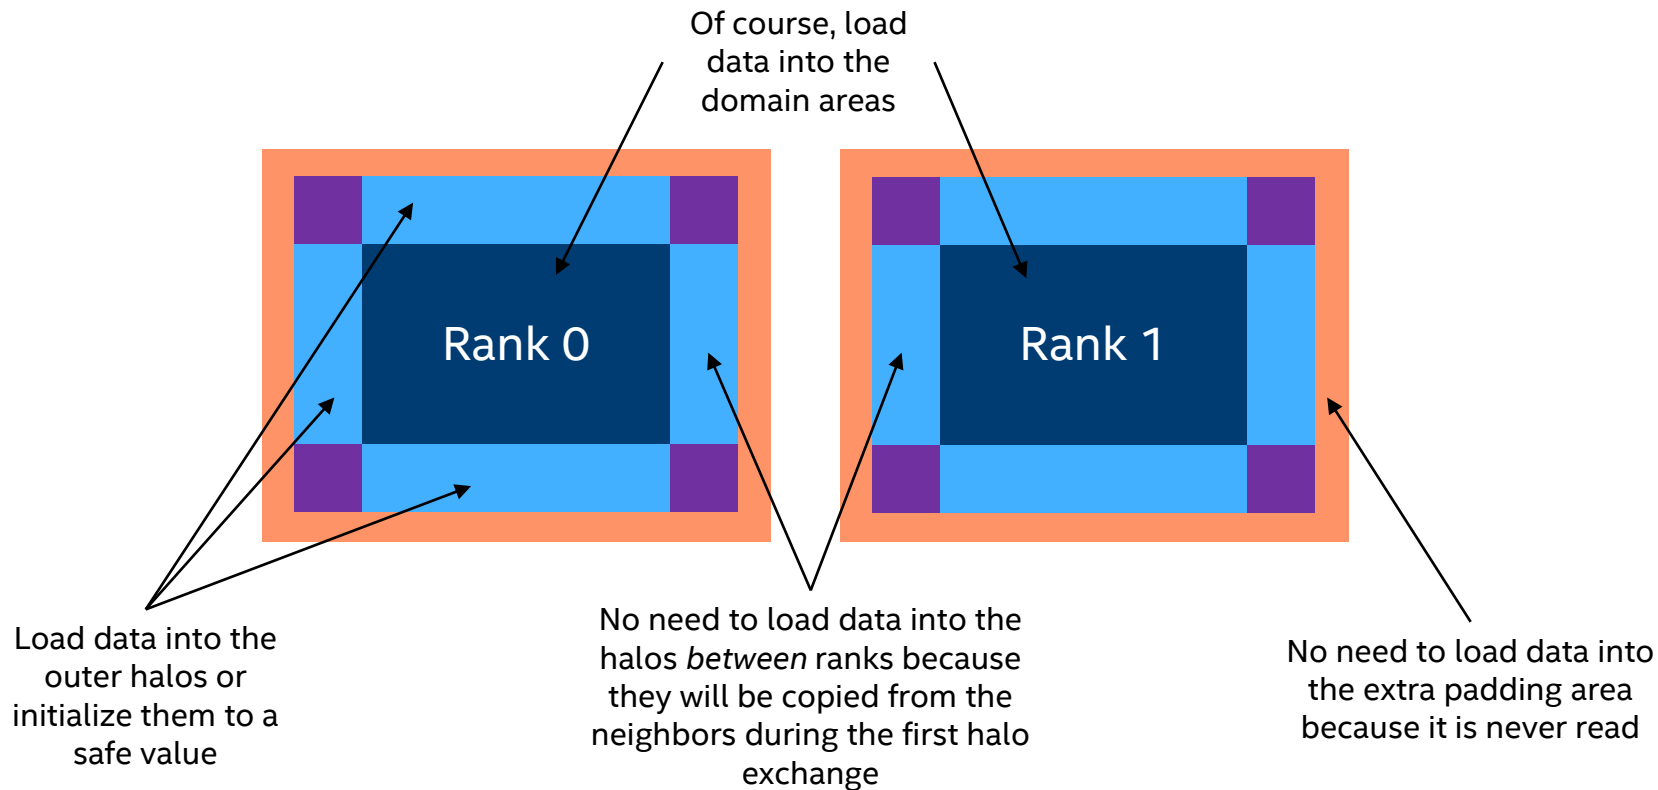 Of course, load
data into the
domain areas
Rank 0
Rank 1
Load data into the
outer halos or
initialize them to a
safe value
No need to load data into the
halos between ranks because
they will be copied from the
neighbors during the first halo
exchange
No need to load data into
the extra padding area
because it is never read